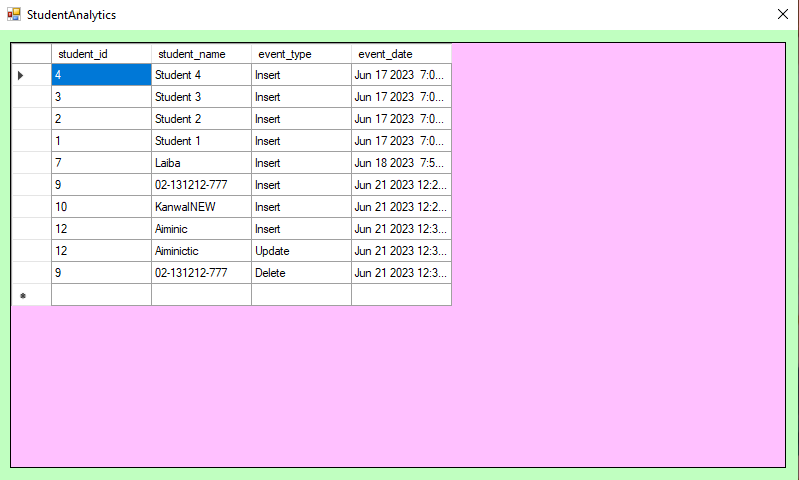 StudentAnalytics
student_id student_name event_type event_date
4 Student 4 Insert Jun 17 2023 7:0...
3 Student 3 Insert Jun 17 2023 7:0...
2 Student 2 Insert Jun 17 2023 7:0...
1 Student 1 Insert Jun 17 2023 7:0...
7 Laiba Insert Jun 18 2023 7:5...
9 02-131212-777 Insert Jun 21 2023 12:2...
10 KanwalNEW Insert Jun 21 2023 12:2...
12 Aiminic Insert Jun 21 2023 12:3...
12 Aiminictic Update Jun 21 2023 12:3...
9 02-131212-777 Delete Jun 21 2023 12:3...